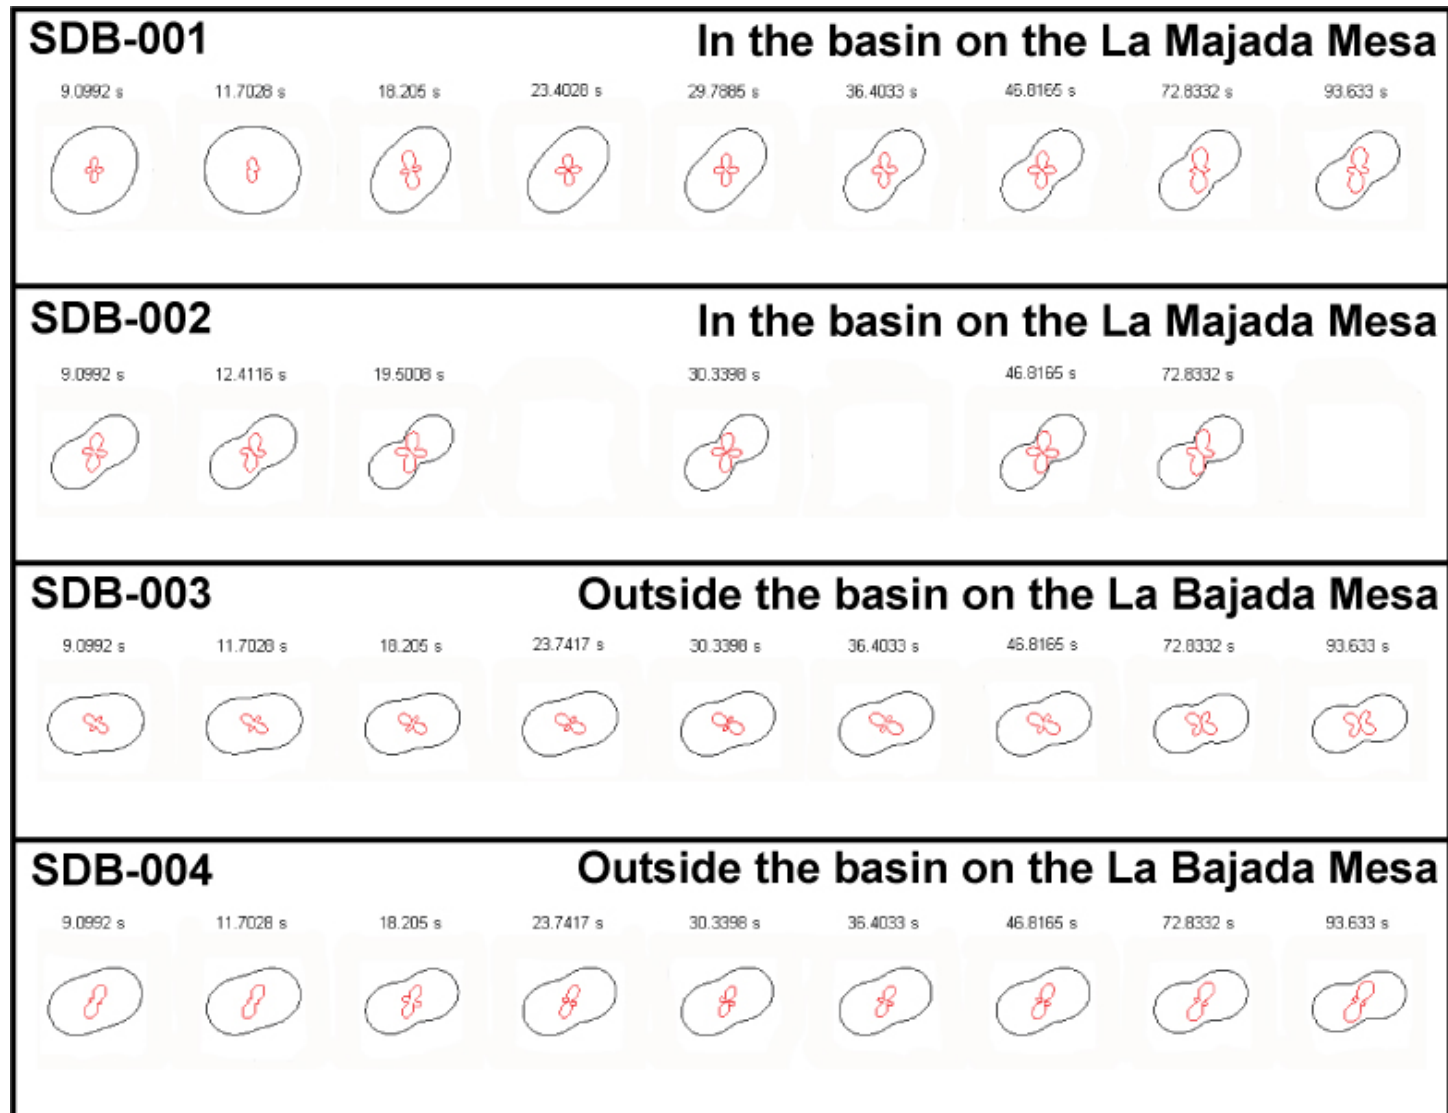 SDB-001 In the basin on the La Majada Mesa
9.0992 s 11.7028 s 18.205 s 23.4028 s 29.7885 s 36.4033 s 46.8165 s 72.8332 s 93.633 s
SDB-002 In the basin on the La Majada Mesa
9.0992 s 12.4116 s 19.5008 s 30.3398 s 46.8165 s 72.8332 s
SDB-003 Outside the basin on the La Bajada Mesa
9.0992 s 11.7028 s 18.205 s 23.7417 s 30.3398 s 36.4033 s 46.8165 s 72.8332 s 93.633 s
SDB-004 Outside the basin on the La Bajada Mesa
9.0992 s 11.7028 s 18.205 s 23.7417 s 30.3398 s 36.4033 s 46.8165 s 72.8332 s 93.633 s